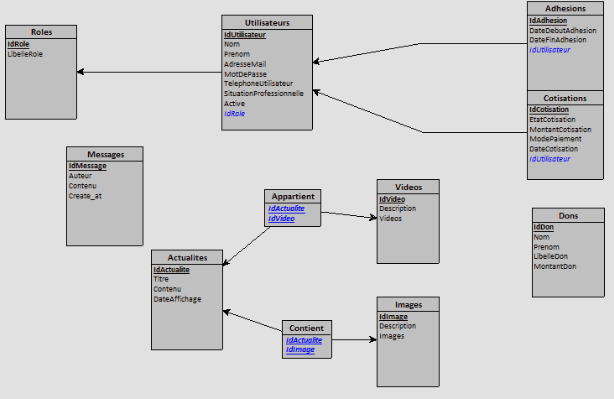 Roles
IdRole
LibelleRole
Utilisateurs
IdUtilisateur
Nom
Prenom
AdresseMail
MotDePasse
TelephoneUtilisateur
SituationProfessionnelle
Active
IdRole
Adhesions
IdAdhesion
DateDebutAdhesion
DateFinAdhesion
IdUtilisateur
Cotisations
IdCotisation
EtatCotisation
MontantCotisation
ModePaiement
DateCotisation
IdUtilisateur
Messages
IdMessage
Auteur
Contenu
Create_at
Appartient
IdActualite
IdVideo
Videos
IdVideo
Description
Videos
Dons
IdDon
Nom
Prenom
LibelleDon
MontantDon
Actualites
IdActualite
Titre
Contenu
DateAffichage
Contient
IdActualite
IdImage
Images
IdImage
Description
Images